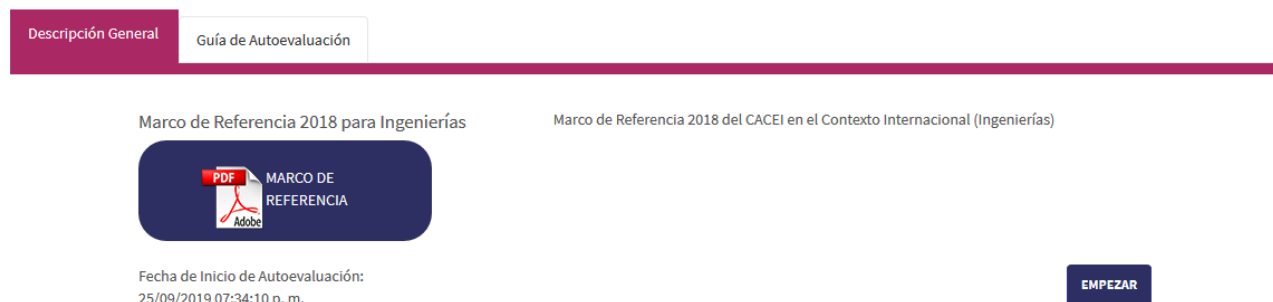 Descripción General
Guía de Autoevaluación
Marco de Referencia 2018 para Ingenierías
Marco de Referencia 2018 del CACEI en el Contexto Internacional (Ingenierías)
PDF
Adobe
MARCO DE
REFERENCIA
Fecha de Inicio de Autoevaluación:
25/09/2019 07:34:10 p. m.
EMPEZAR